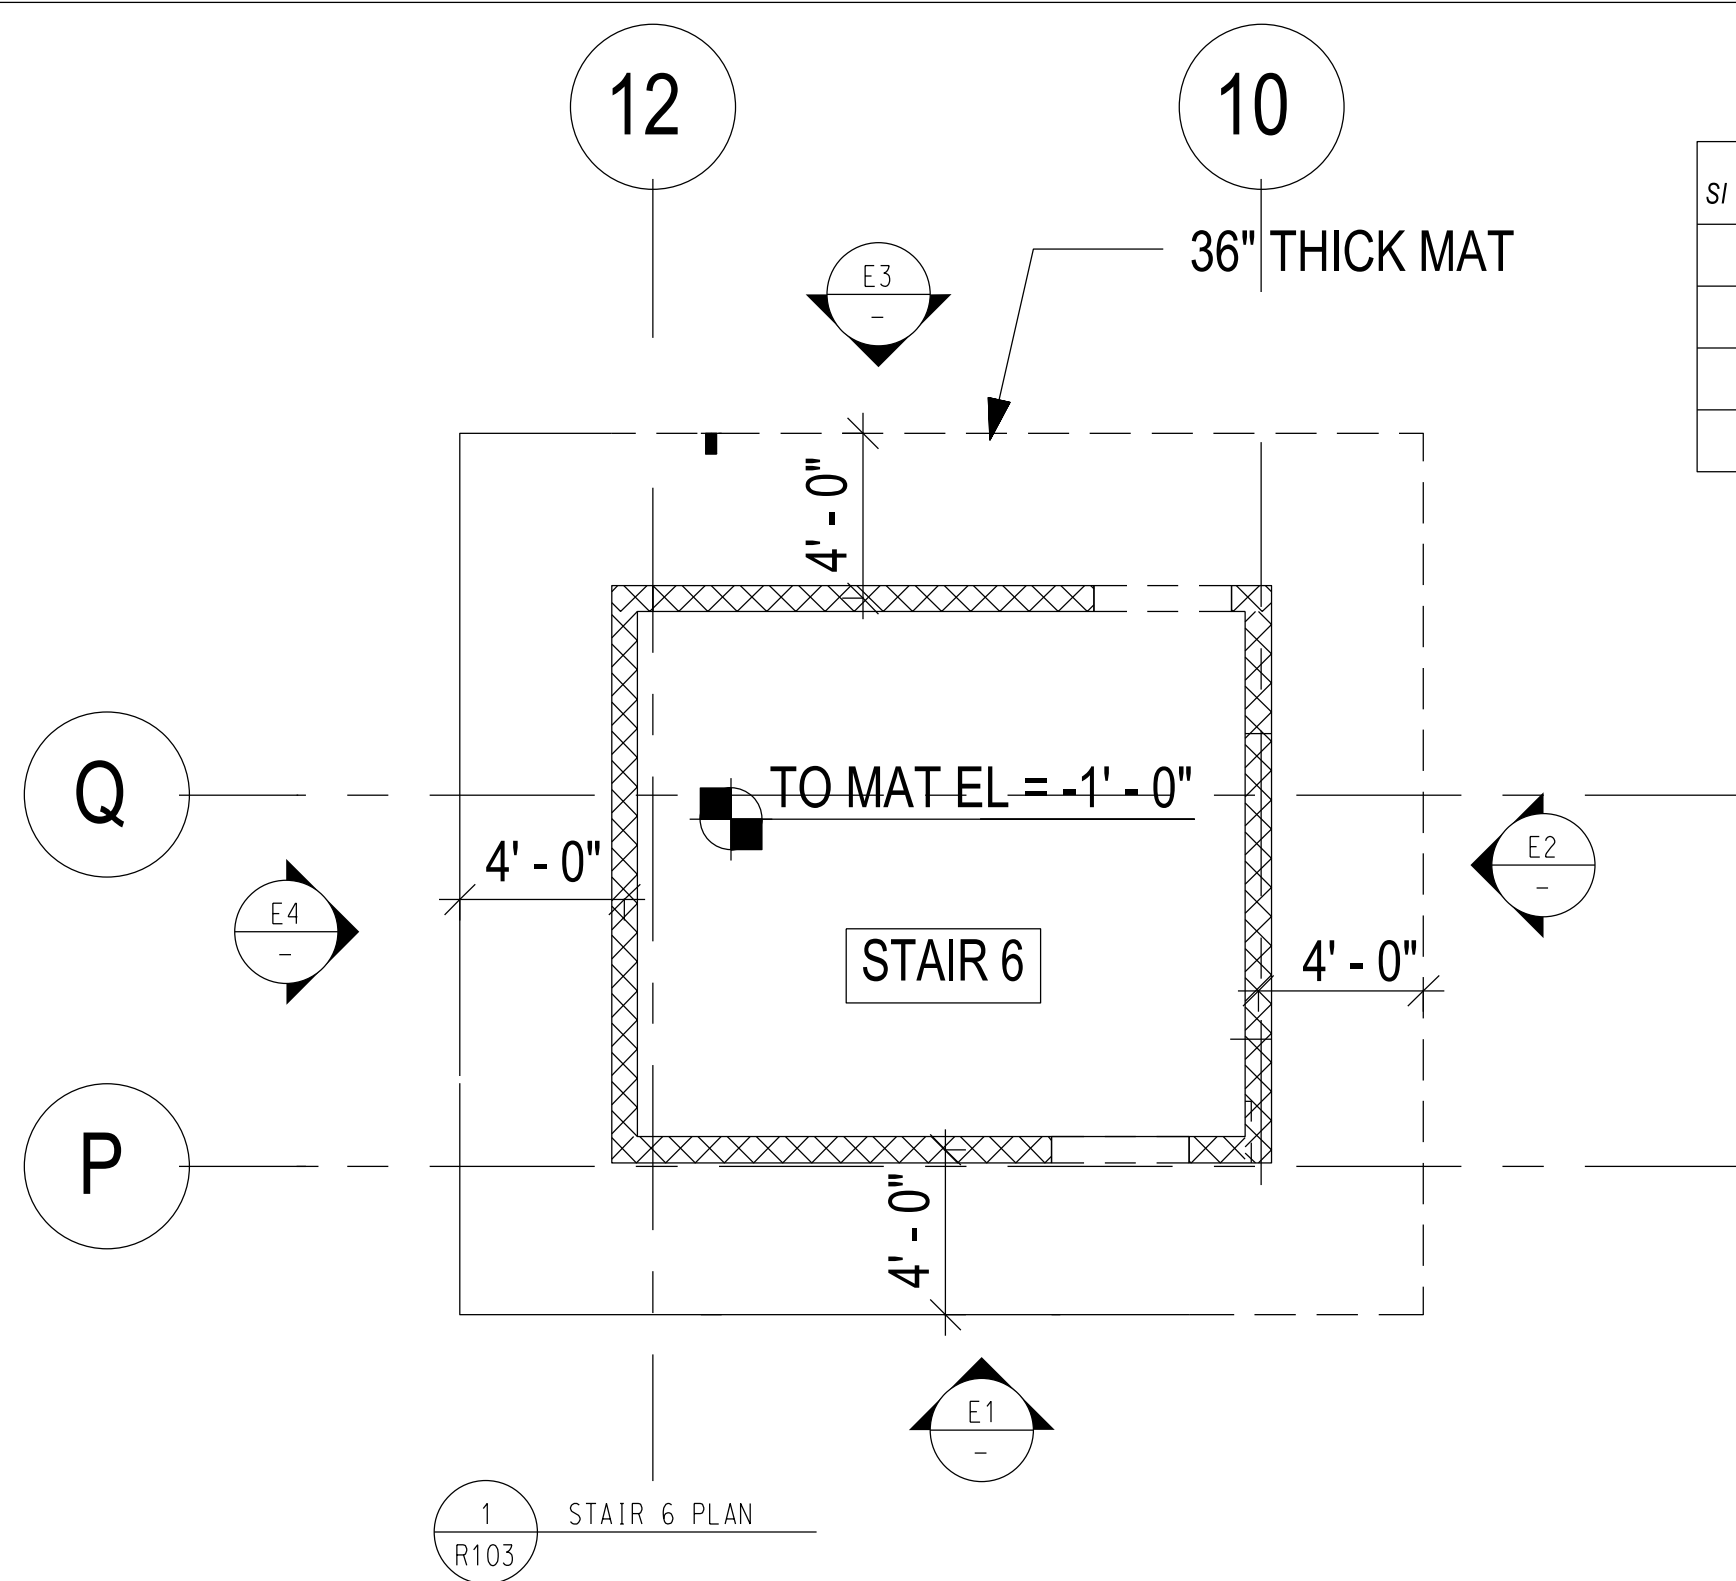 12
10
SI
36" THICK MAT
E3
-
4' - 0"
Q
TO MAT EL = -1' - 0"
E2
-
4' - 0"
E4
-
STAIR 6
4' - 0"
P
4' - 0"
E1
-
1
STAIR 6 PLAN
R103